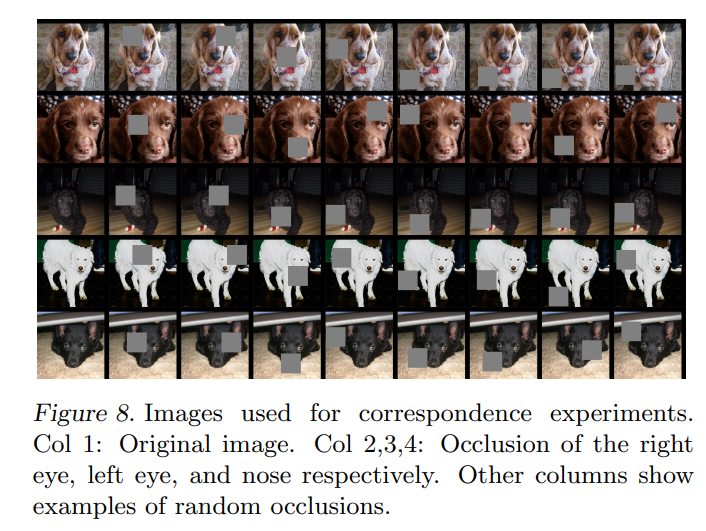 Figure 8. Images used for correspondence experiments.
Col 1: Original image. Col 2,3,4: Occlusion of the right
eye, left eye, and nose respectively. Other columns show
examples of random occlusions.